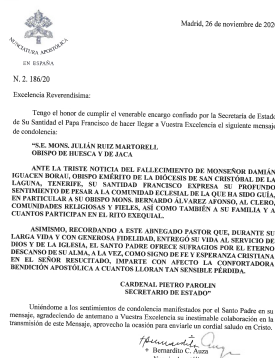 Madrid, 26 de noviembre de 202
NUNCIATURA APOSTÓLICA
EN ESPAÑA
N. 2. 186/20
Excelencia Reverendísima:
Tengo el honor de cumplir el venerable encargo confiado por la Secretaría de Estado
de Su Santidad el Papa Francisco de hacer llegar a Vuestra Excelencia el siguiente mensaje
de condolencia:
"S.E. MONS. JULIÁN RUIZ MARTORELL
OBISPO DE HUESCA Y DE JACA
ANTE LA TRISTE NOTICIA DEL FALLECIMIENTO DE MONSEÑOR DAMIÁN
IGUACEN BORAU, OBISPO EMÉRITO DE LA DIÓCESIS DE SAN CRISTÓBAL DE LA
LAGUNA, TENERIFE, SU SANTIDAD FRANCISCO EXPRESA SU PROFUNDO
SENTIMIENTO DE PESAR A LA COMUNIDAD ECLESIAL DE LA QUE HA SIDO GUÍA,
EN PARTICULAR A SU OBISPO MONS. BERNARDO ÁLVAREZ AFONSO, AL CLERO,
COMUNIDADES RELIGIOSAS Y FIELES, ASÍ COMO TAMBIÉN A SU FAMILIA Y A
CUANTOS PARTICIPAN EN EL RITO EXEQUIAL.
ASIMISMO, RECORDANDO A ESTE ABNEGADO PASTOR QUE, DURANTE SU
LARGA VIDA Y CON GENEROSA FIDELIDAD, ENTREGÓ SU VIDA AL SERVICIO DE
DIOS Y DE LA IGLESIA, EL SANTO PADRE OFRECE SUFRAGIOS POR EL ETERNO
DESCANSO DE SU ALMA, A LA VEZ, COMO SIGNO DE FE Y ESPERANZA CRISTIANA
EN EL SEÑOR RESUCITADO, IMPARTE CON AFECTO LA CONFORTADORA
BENDICIÓN APOSTÓLICA A CUANTOS LLORAN TAN SENSIBLE PÉRDIDA.
CARDENAL PIETRO PAROLIN
SECRETARIO DE ESTADO"
Uniéndome a los sentimientos de condolencia manifestados por el Santo Padre en su
mensaje, agradeciendo de antemano a Vuestra Excelencia su inestimable colaboración en la
transmisión de este Mensaje, aprovecho la ocasión para enviarle un cordial saludo en Cristo.
+ Bernardito C. Auza